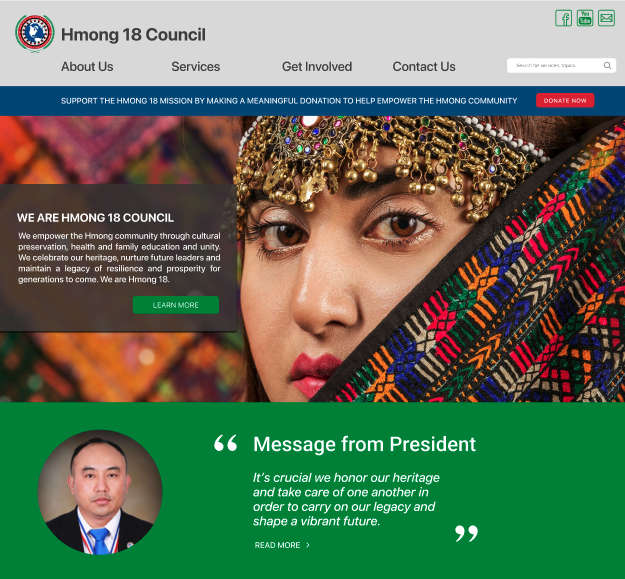 You
Tube
Hmong 18 Council
About Us
Services
Get Involved
Contact Us
Search for services, topics
SUPPORT THE HMONG 18 MISSION BY MAKING A MEANINGFUL DONATION TO HELP EMPOWER THE HMONG COMMUNITY
DONATE NOW
WE ARE HMONG 18 COUNCIL
We empower the Hmong community through cultural
preservation, health and family education and unity.
We celebrate our heritage, nurture future leaders and
maintain a legacy of resilience and prosperity for
generations to come. We are Hmong 18.
LEARN MORE
“
Message from President
It's crucial we honor our heritage
and take care of one another in
order to carry on our legacy and
shape a vibrant future.
”
READ MORE >